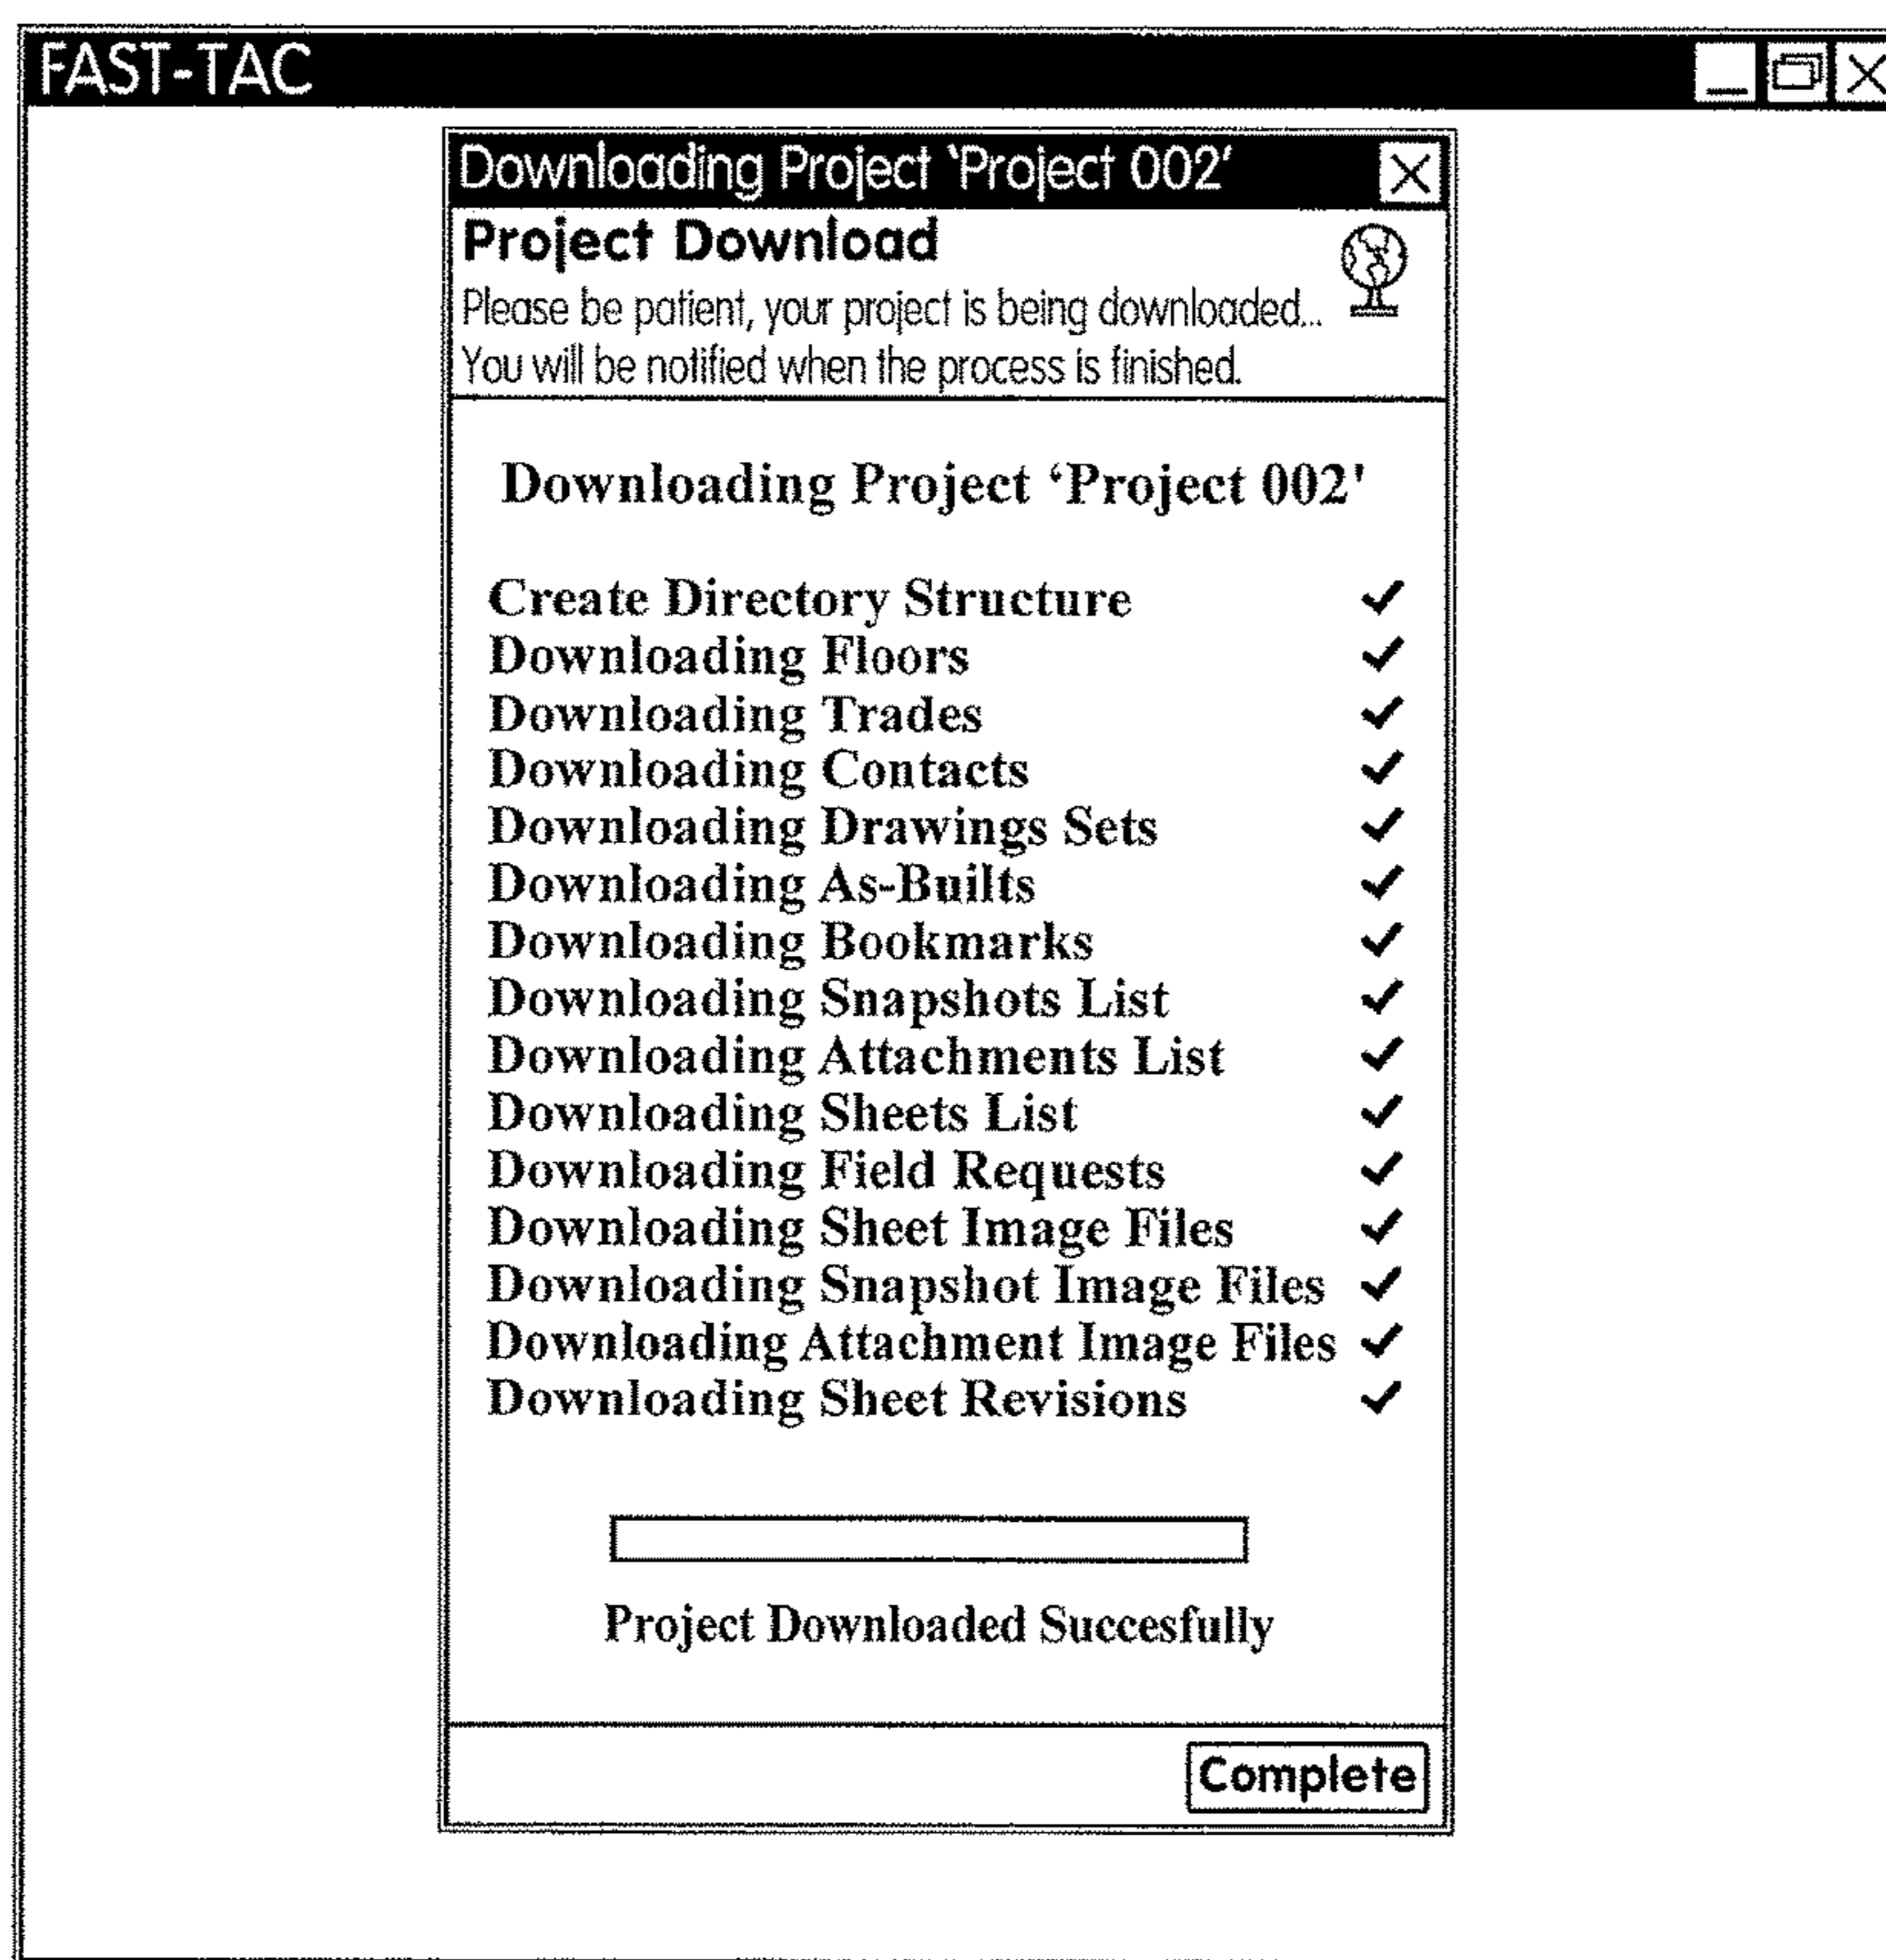 FAST-TAC
Downloading Project ‘Project 002’
Project Download
Please be patient, your project is being downloaded...
You will be notified when the process is finished.
Downloading Project ‘Project 002'
Create Directory Structure ✓
Downloading Floors ✓
Downloading Trades ✓
Downloading Contacts ✓
Downloading Drawings Sets ✓
Downloading As-Builts ✓
Downloading Bookmarks ✓
Downloading Snapshots List ✓
Downloading Attachments List ✓
Downloading Sheets List ✓
Downloading Field Requests ✓
Downloading Sheet Image Files ✓
Downloading Snapshot Image Files ✓
Downloading Attachment Image Files ✓
Downloading Sheet Revisions ✓
Project Downloaded Succesfully
Complete